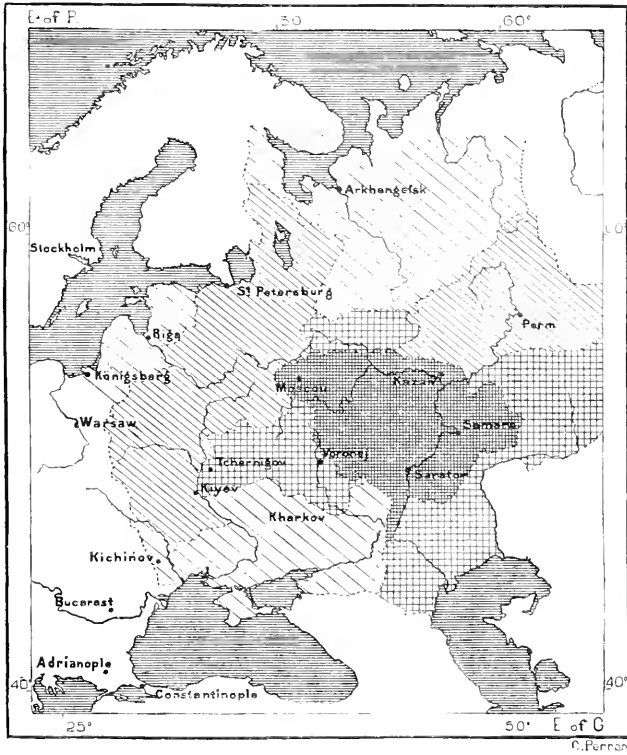 E. of P.
30
60°
Arkhangelsk
60°
Stockholm
St Petersburg
Perm
Riga
Moscou
Kazan
Königsberg
Samara
Warsaw
Voronej
Tchernigov
Saratov
Kiyev
Kharkov
Kichinov
Bucarest
Adrianople
40°
40°
Constantinople
25°
50°
E. of G
C.Perron